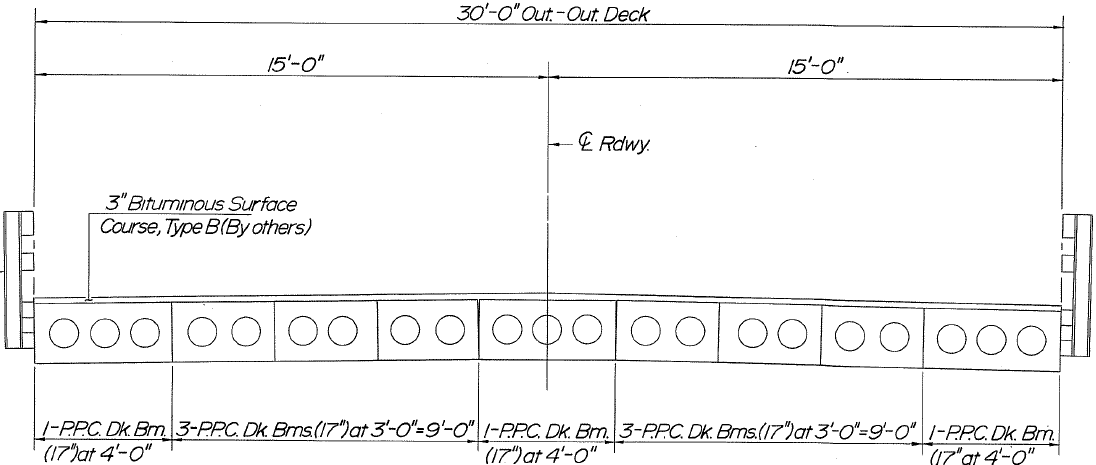 30'-0" Out.-Out. Deck
15'-0"
15'-0"
℄ Rdwy.
3" Bituminous Surface
Course, Type B (By others)
1-P.P.C. Dk. Bm.
(17") at 4'-0"
3-P.P.C. Dk. Bms. (17") at 3'-0"=9'-0"
1-P.P.C. Dk. Bm.
(17") at 4'-0"
3-P.P.C. Dk. Bms. (17") at 3'-0"=9'-0"
1-P.P.C. Dk. Bm.
(17") at 4'-0"